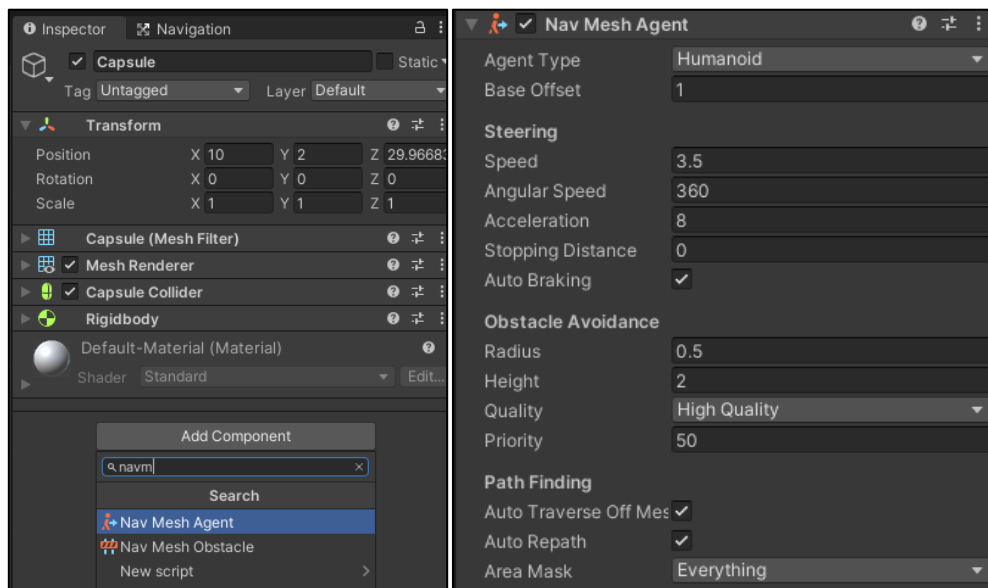 Inspector Navigation
Capsule Static
Tag Untagged Layer Default
Transform
Position X 10 Y 2 Z 29.96683
Rotation X 0 Y 0 Z 0
Scale X 1 Y 1 Z 1
Capsule (Mesh Filter)
Mesh Renderer
Capsule Collider
Rigidbody
Default-Material (Material)
Shader Standard Edit...
Add Component
navm
Search
Nav Mesh Agent
Nav Mesh Obstacle
New script
Nav Mesh Agent
Agent Type Humanoid
Base Offset 1
Steering
Speed 3.5
Angular Speed 360
Acceleration 8
Stopping Distance 0
Auto Braking
Obstacle Avoidance
Radius 0.5
Height 2
Quality High Quality
Priority 50
Path Finding
Auto Traverse Off Mes
Auto Repath
Area Mask Everything